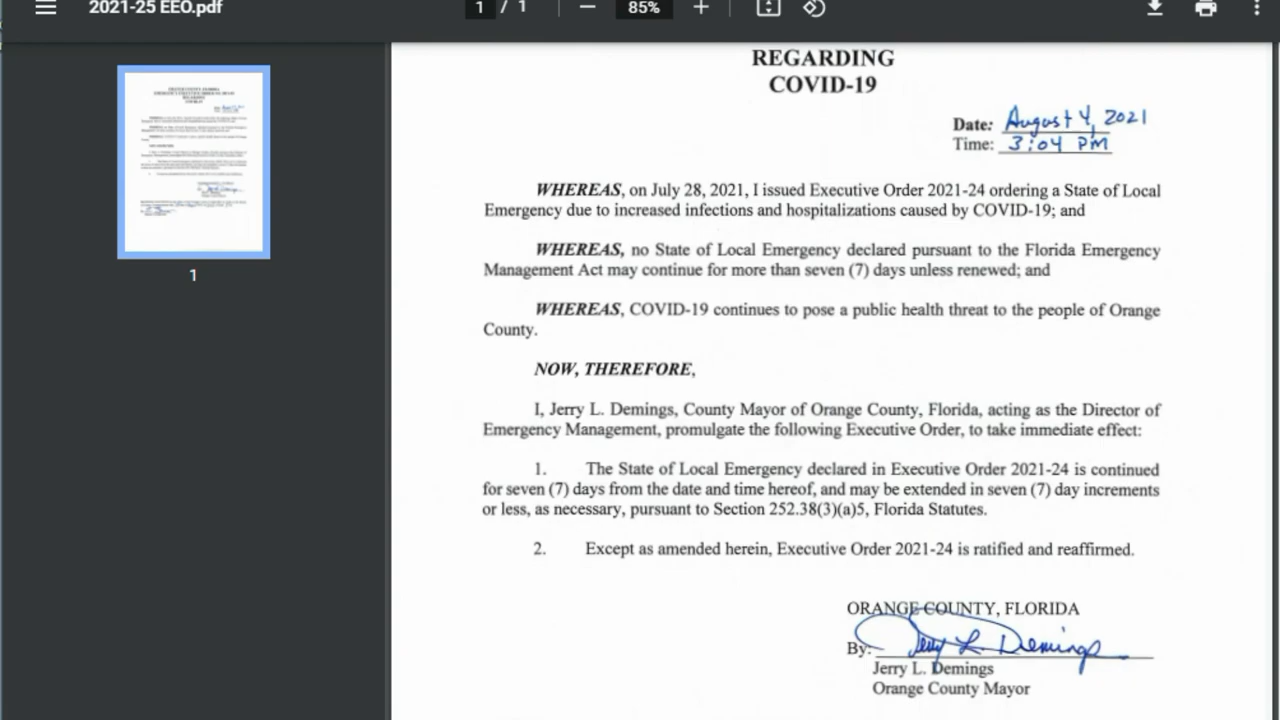 2021-25 EEO.pdf
1 / 1
85%
1
REGARDING
COVID-19
Date: August 4, 2021
Time: 3:04 PM
WHEREAS, on July 28, 2021, I issued Executive Order 2021-24 ordering a State of Local
Emergency due to increased infections and hospitalizations caused by COVID-19; and
WHEREAS, no State of Local Emergency declared pursuant to the Florida Emergency
Management Act may continue for more than seven (7) days unless renewed; and
WHEREAS, COVID-19 continues to pose a public health threat to the people of Orange
County.
NOW, THEREFORE,
I, Jerry L. Demings, County Mayor of Orange County, Florida, acting as the Director of
Emergency Management, promulgate the following Executive Order, to take immediate effect:
1. The State of Local Emergency declared in Executive Order 2021-24 is continued
for seven (7) days from the date and time hereof, and may be extended in seven (7) day increments
or less, as necessary, pursuant to Section 252.38(3)(a)5, Florida Statutes.
2. Except as amended herein, Executive Order 2021-24 is ratified and reaffirmed.
ORANGE COUNTY, FLORIDA
By: Jerry L. Demings
Jerry L. Demings
Orange County Mayor